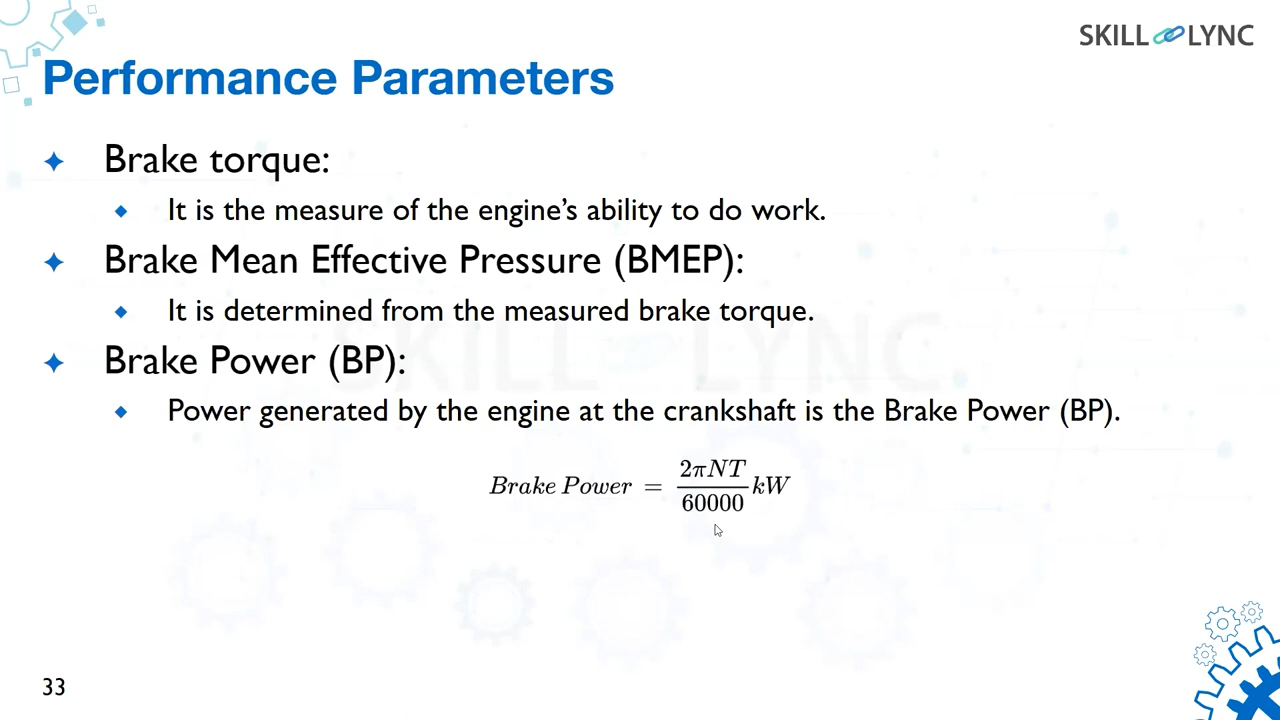 SKILL LYNC
Performance Parameters
Brake torque:
It is the measure of the engine’s ability to do work.
Brake Mean Effective Pressure (BMEP):
It is determined from the measured brake torque.
Brake Power (BP):
Power generated by the engine at the crankshaft is the Brake Power (BP).
Brake Power = 2πNT/60000 kW
SKILL LYNC
33